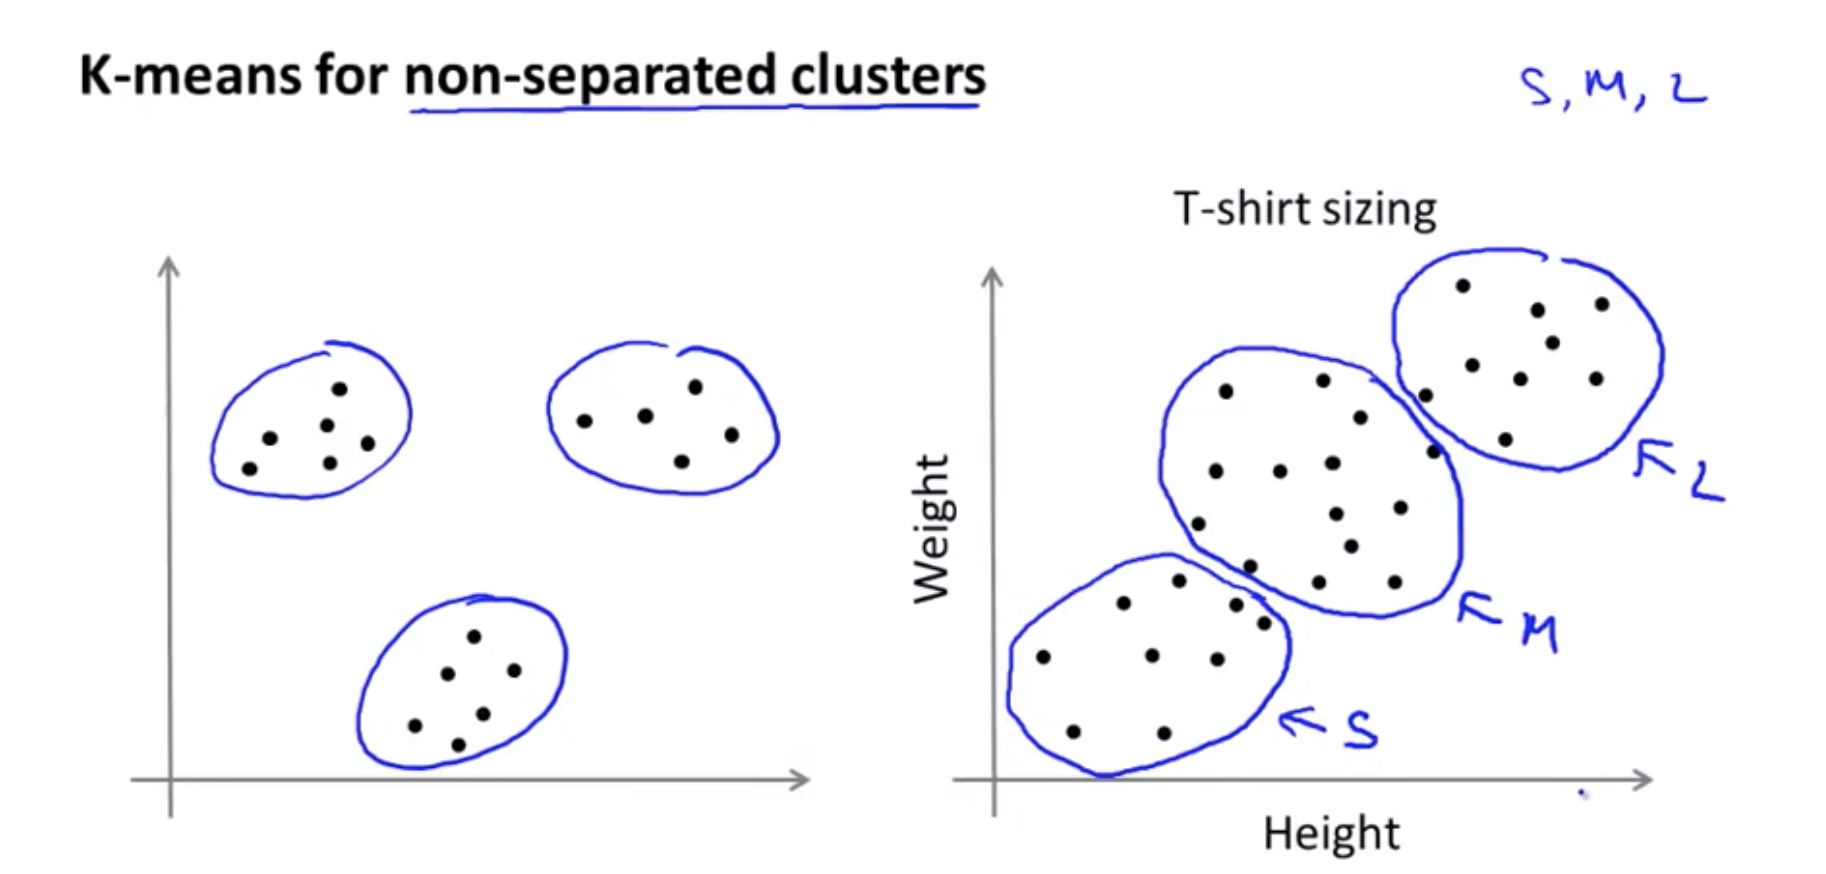 K-means for non-separated clusters
S, M, L
T-shirt sizing
L
Weight
M
S
Height